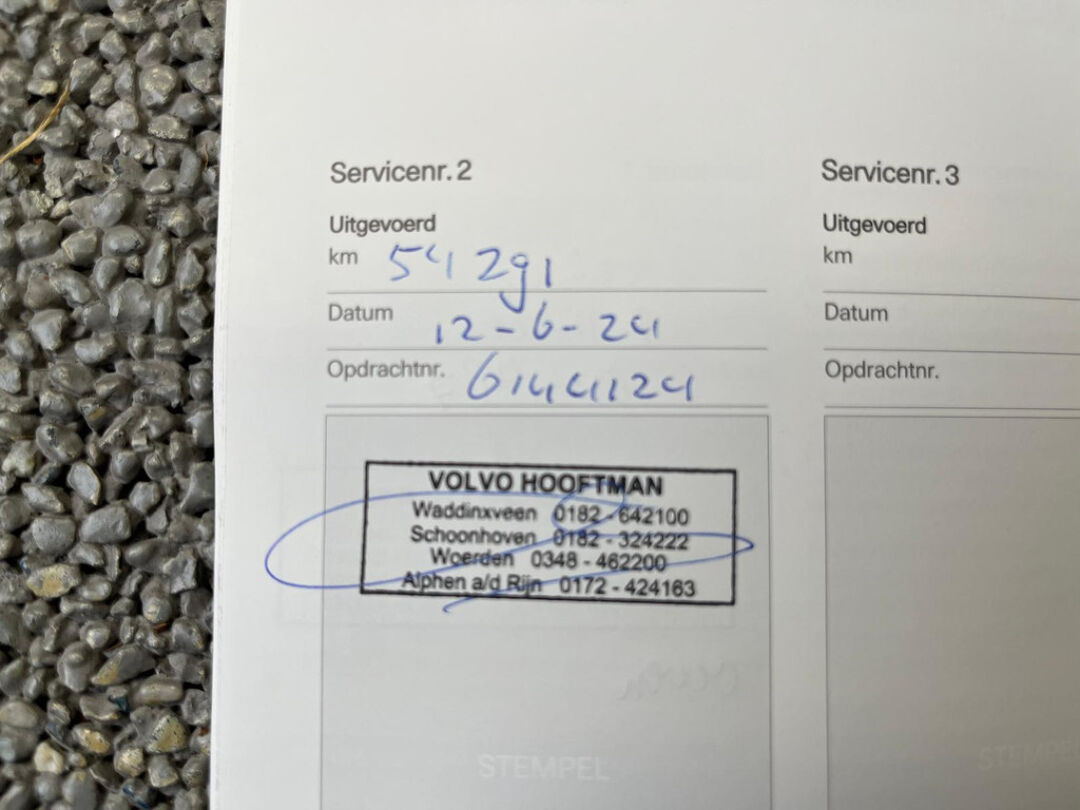 Servicenr. 2
Uitgevoerd
km 54291
Datum 12-6-24
Opdrachtnr. 6144124
VOLVO HOOFTMAN
Waddinxveen 0182 - 642100
Schoonhoven 0182 - 324222
Woerden 0348 - 462200
Alphen a/d Rijn 0172 - 424163
STEMPEL
Servicenr. 3
Uitgevoerd
km
Datum
Opdrachtnr.
STEMPEL